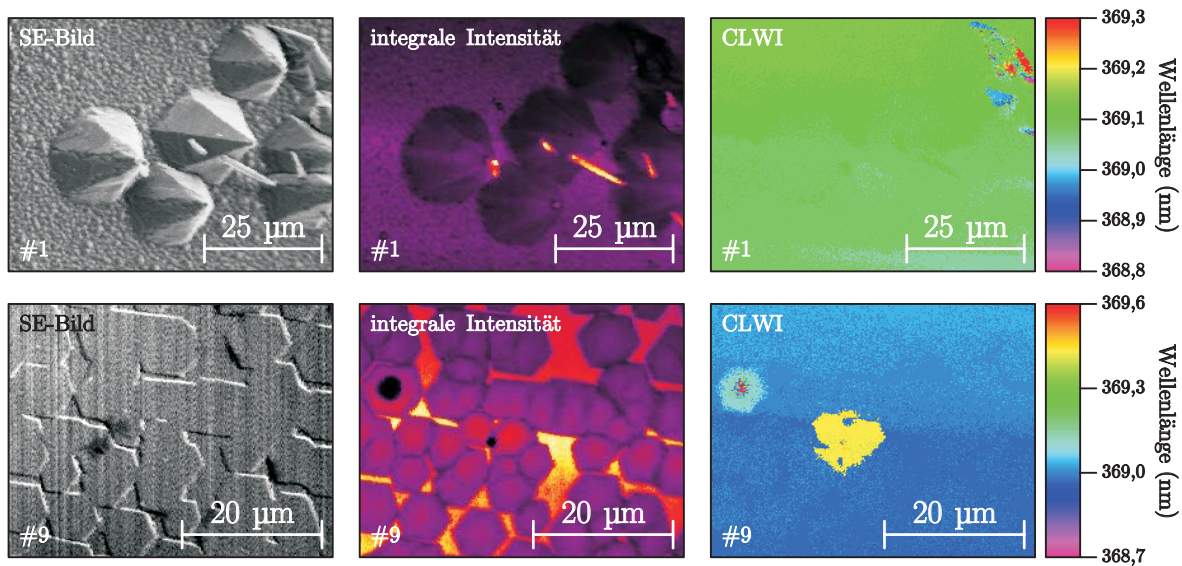 SE-Bild
25 µm
#1
integrale Intensität
25 µm
#1
CLWI
25 µm
#1
369,3
369,2
369,1
369,0
368,9
368,8
Wellenlänge (nm)
SE-Bild
20 µm
#9
integrale Intensität
20 µm
#9
CLWI
20 µm
#9
369,6
369,3
369,0
368,7
Wellenlänge (nm)